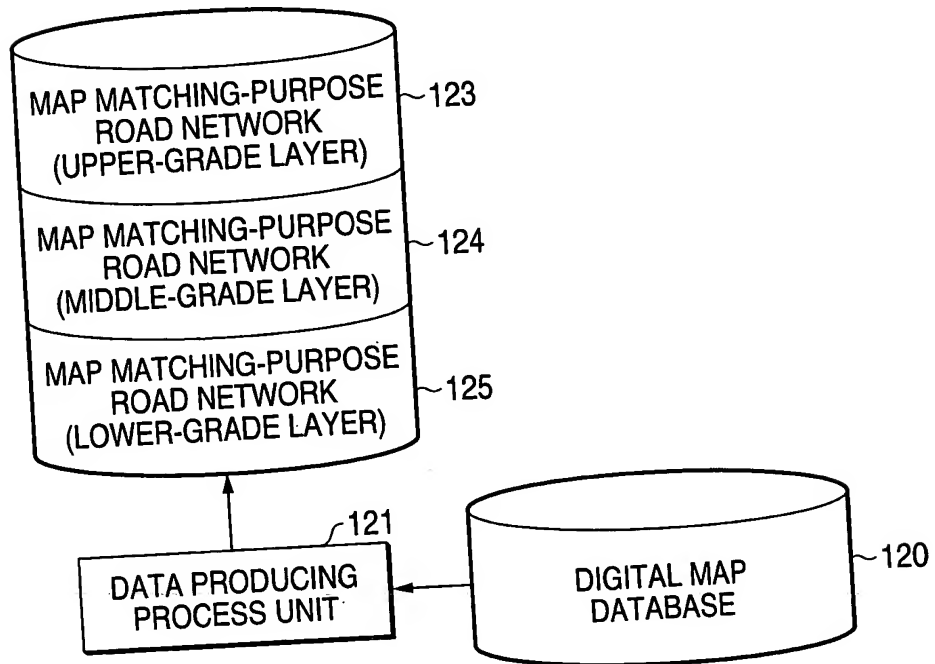 MAP MATCHING-PURPOSE
ROAD NETWORK
(UPPER-GRADE LAYER)
123
MAP MATCHING-PURPOSE
ROAD NETWORK
(MIDDLE-GRADE LAYER)
124
MAP MATCHING-PURPOSE
ROAD NETWORK
(LOWER-GRADE LAYER)
125
121
DATA PRODUCING
PROCESS UNIT
DIGITAL MAP
DATABASE
120